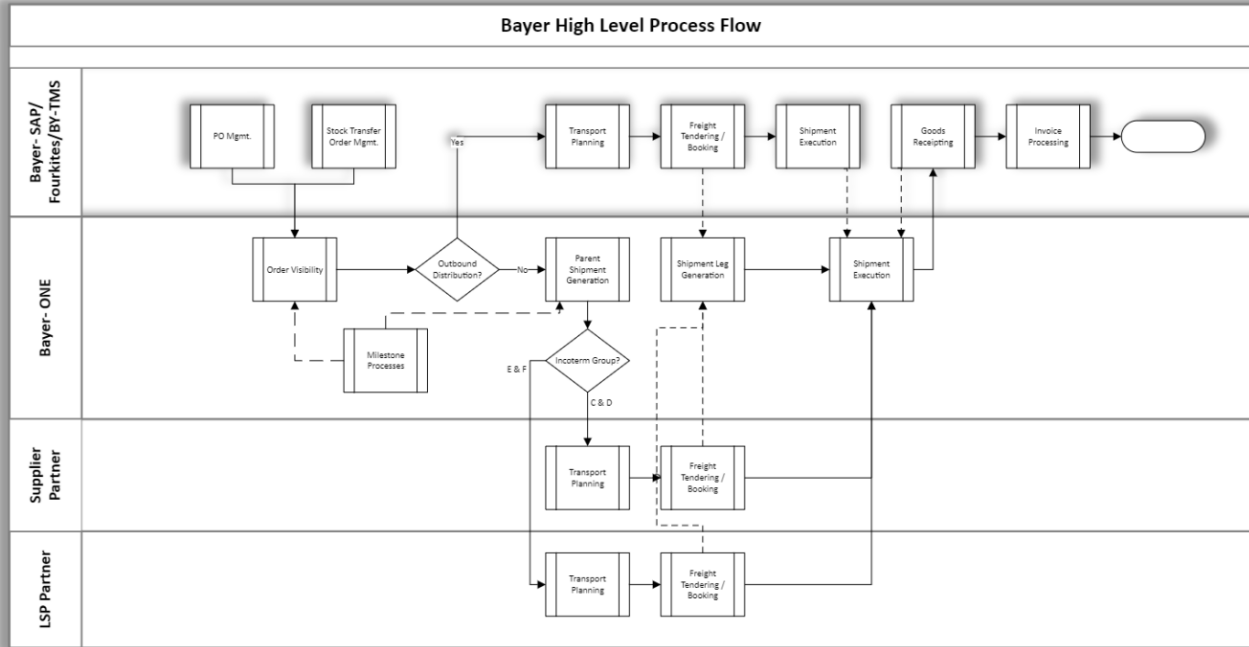 Bayer High Level Process Flow
Bayer- SAP/
Fourkites/BY-TMS
PO Mgmt.
Stock Transfer
Order Mgmt.
Yes
Transport
Planning
Freight
Tendering /
Booking
Shipment
Execution
Goods
Receipting
Invoice
Processing
Bayer- ONE
Order Visibility
Outbound
Distribution?
No
Parent
Shipment
Generation
Shipment Leg
Generation
Shipment
Execution
Milestone
Processes
Incoterm Group?
E & F
C & D
Supplier
Partner
Transport
Planning
Freight
Tendering /
Booking
LSP Partner
Transport
Planning
Freight
Tendering /
Booking